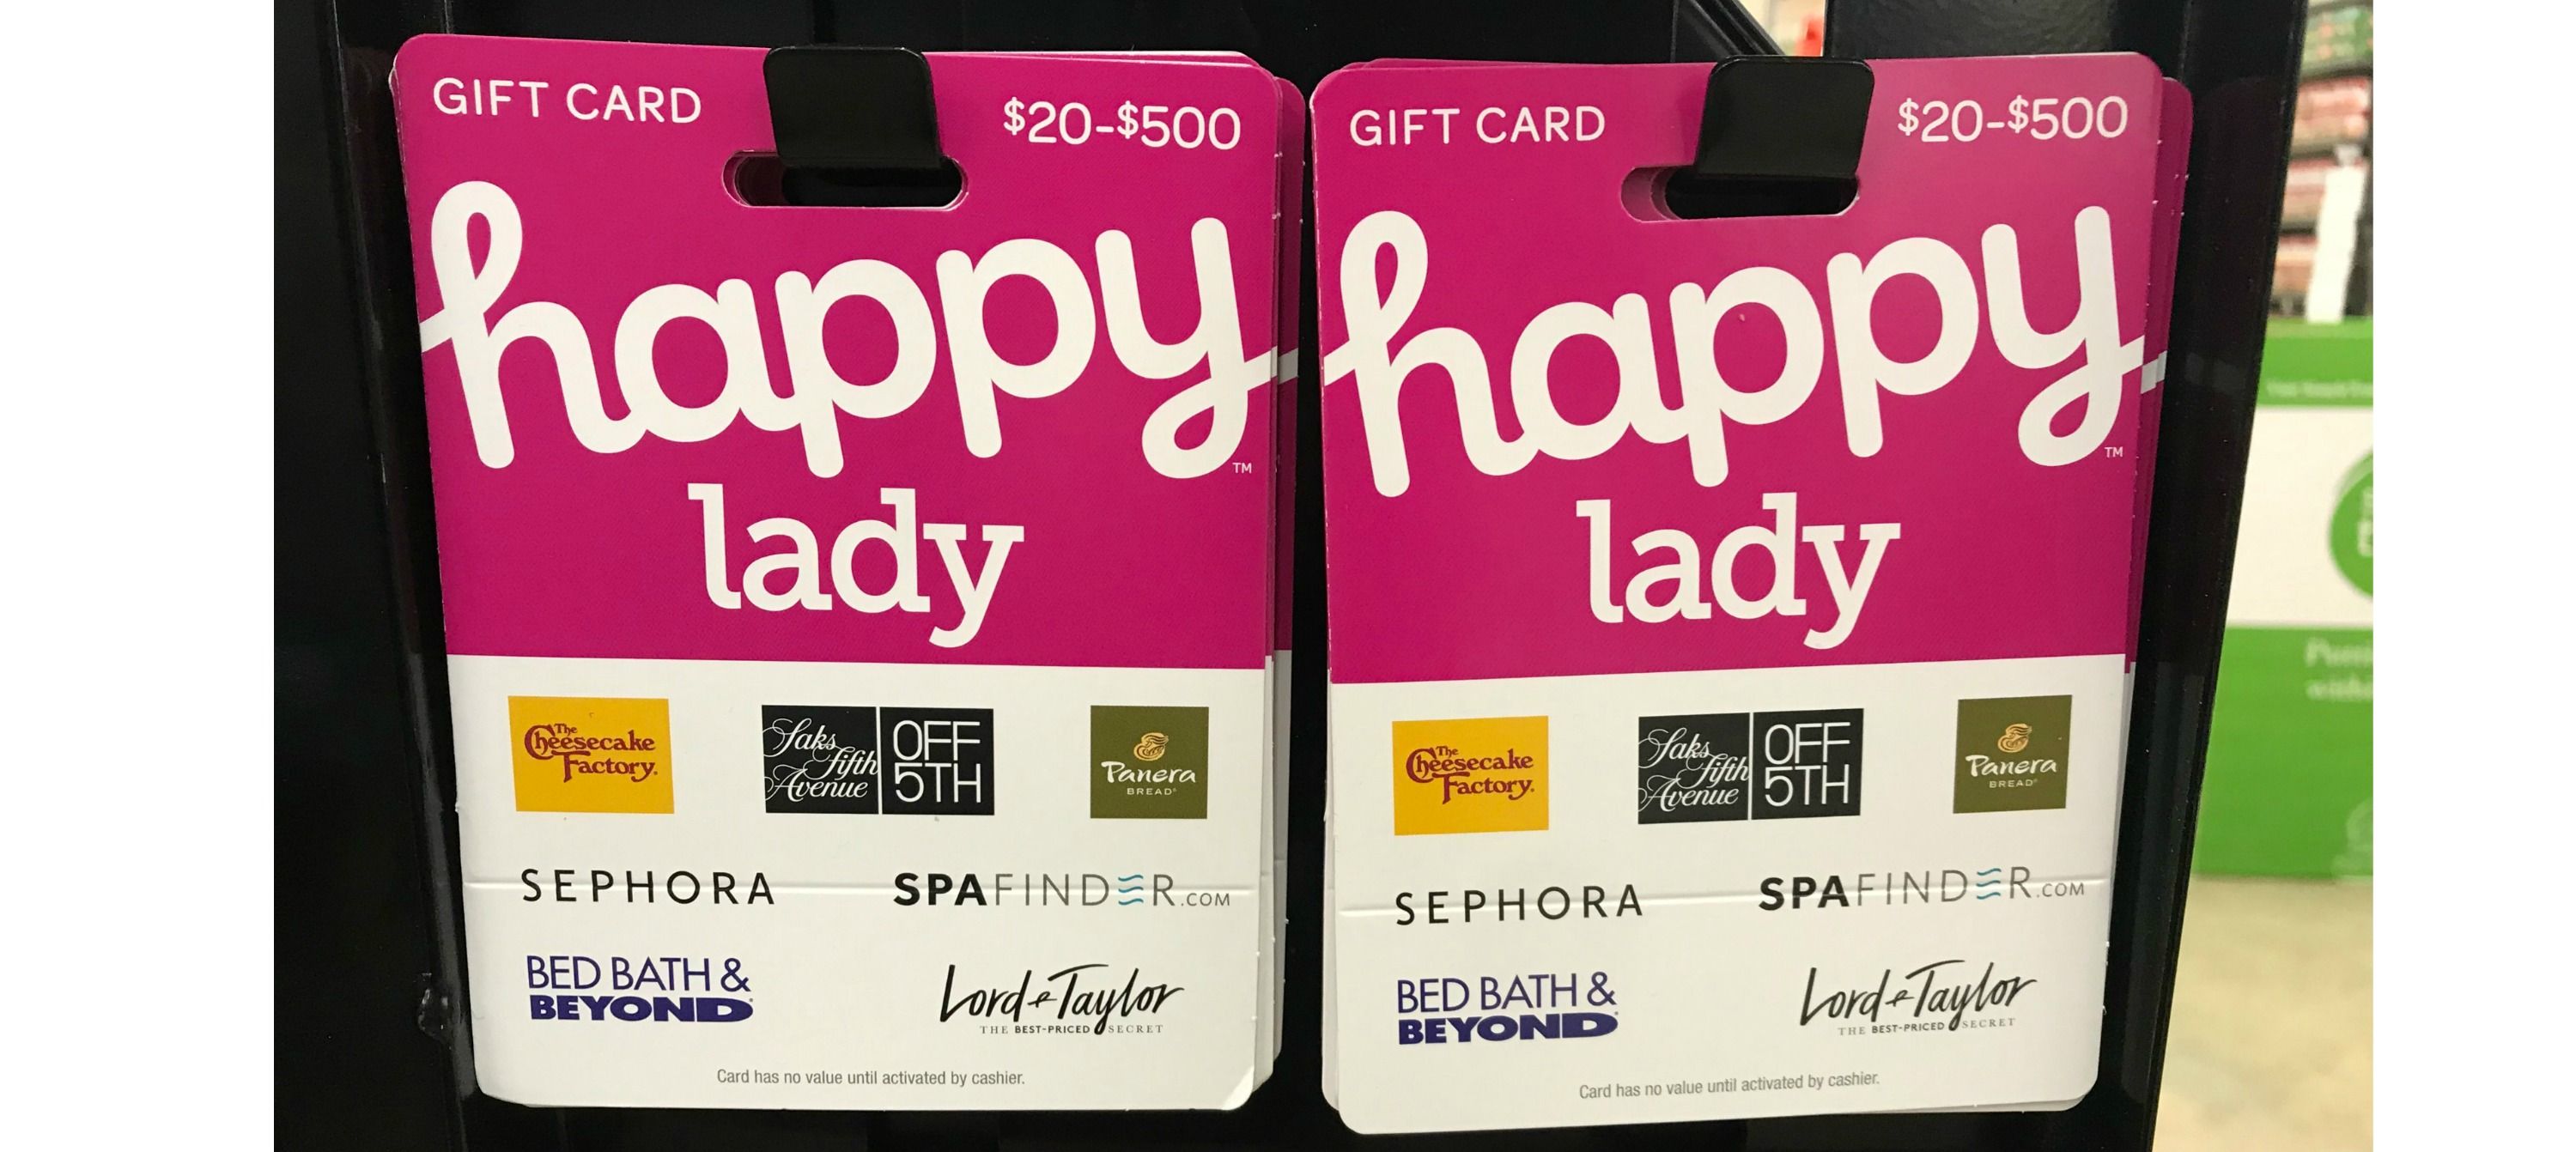 GIFT CARD
$20-$500
happy
TM
lady
The
Cheesecake
Factory.
Saks
Fifth
Avenue
OFF
5TH
Panera
BREAD®
SEPHORA
SPAFINDER.COM
BED BATH &
BEYOND®
Lord & Taylor
THE BEST-PRICED SECRET
Card has no value until activated by cashier.
GIFT CARD
$20-$500
happy
TM
lady
The
Cheesecake
Factory.
Saks
Fifth
Avenue
OFF
5TH
Panera
BREAD®
SEPHORA
SPAFINDER.COM
BED BATH &
BEYOND®
Lord & Taylor
THE BEST-PRICED SECRET
Card has no value until activated by cashier.